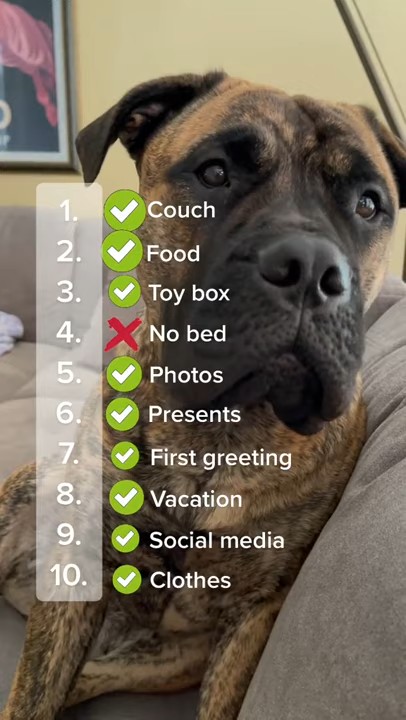 1. ✅ Couch
2. ✅ Food
3. ✅ Toy box
4. ❌ No bed
5. ✅ Photos
6. ✅ Presents
7. ✅ First greeting
8. ✅ Vacation
9. ✅ Social media
10. ✅ Clothes